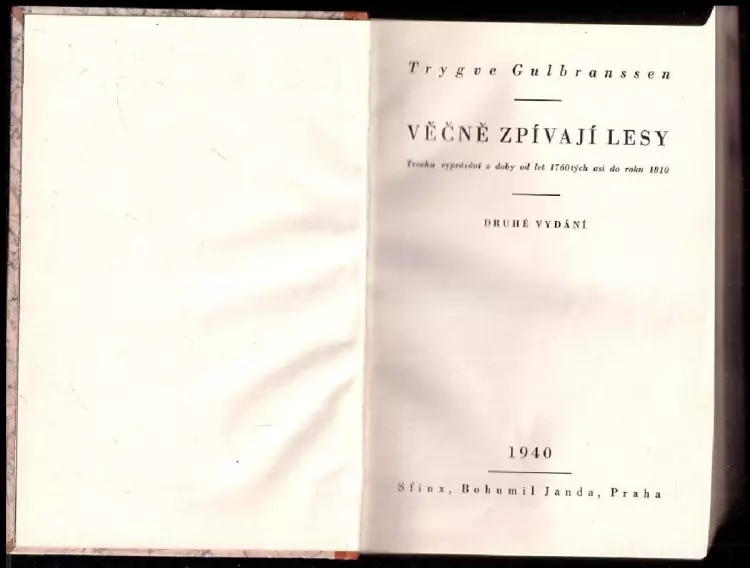 Trygve Gulbranssen
VĚČNĚ ZPÍVAJÍ LESY
Trocha vyprávění z doby od let 1760tých asi do roku 1810
DRUHÉ VYDÁNÍ
1940
Sfinx, Bohumil Janda, Praha